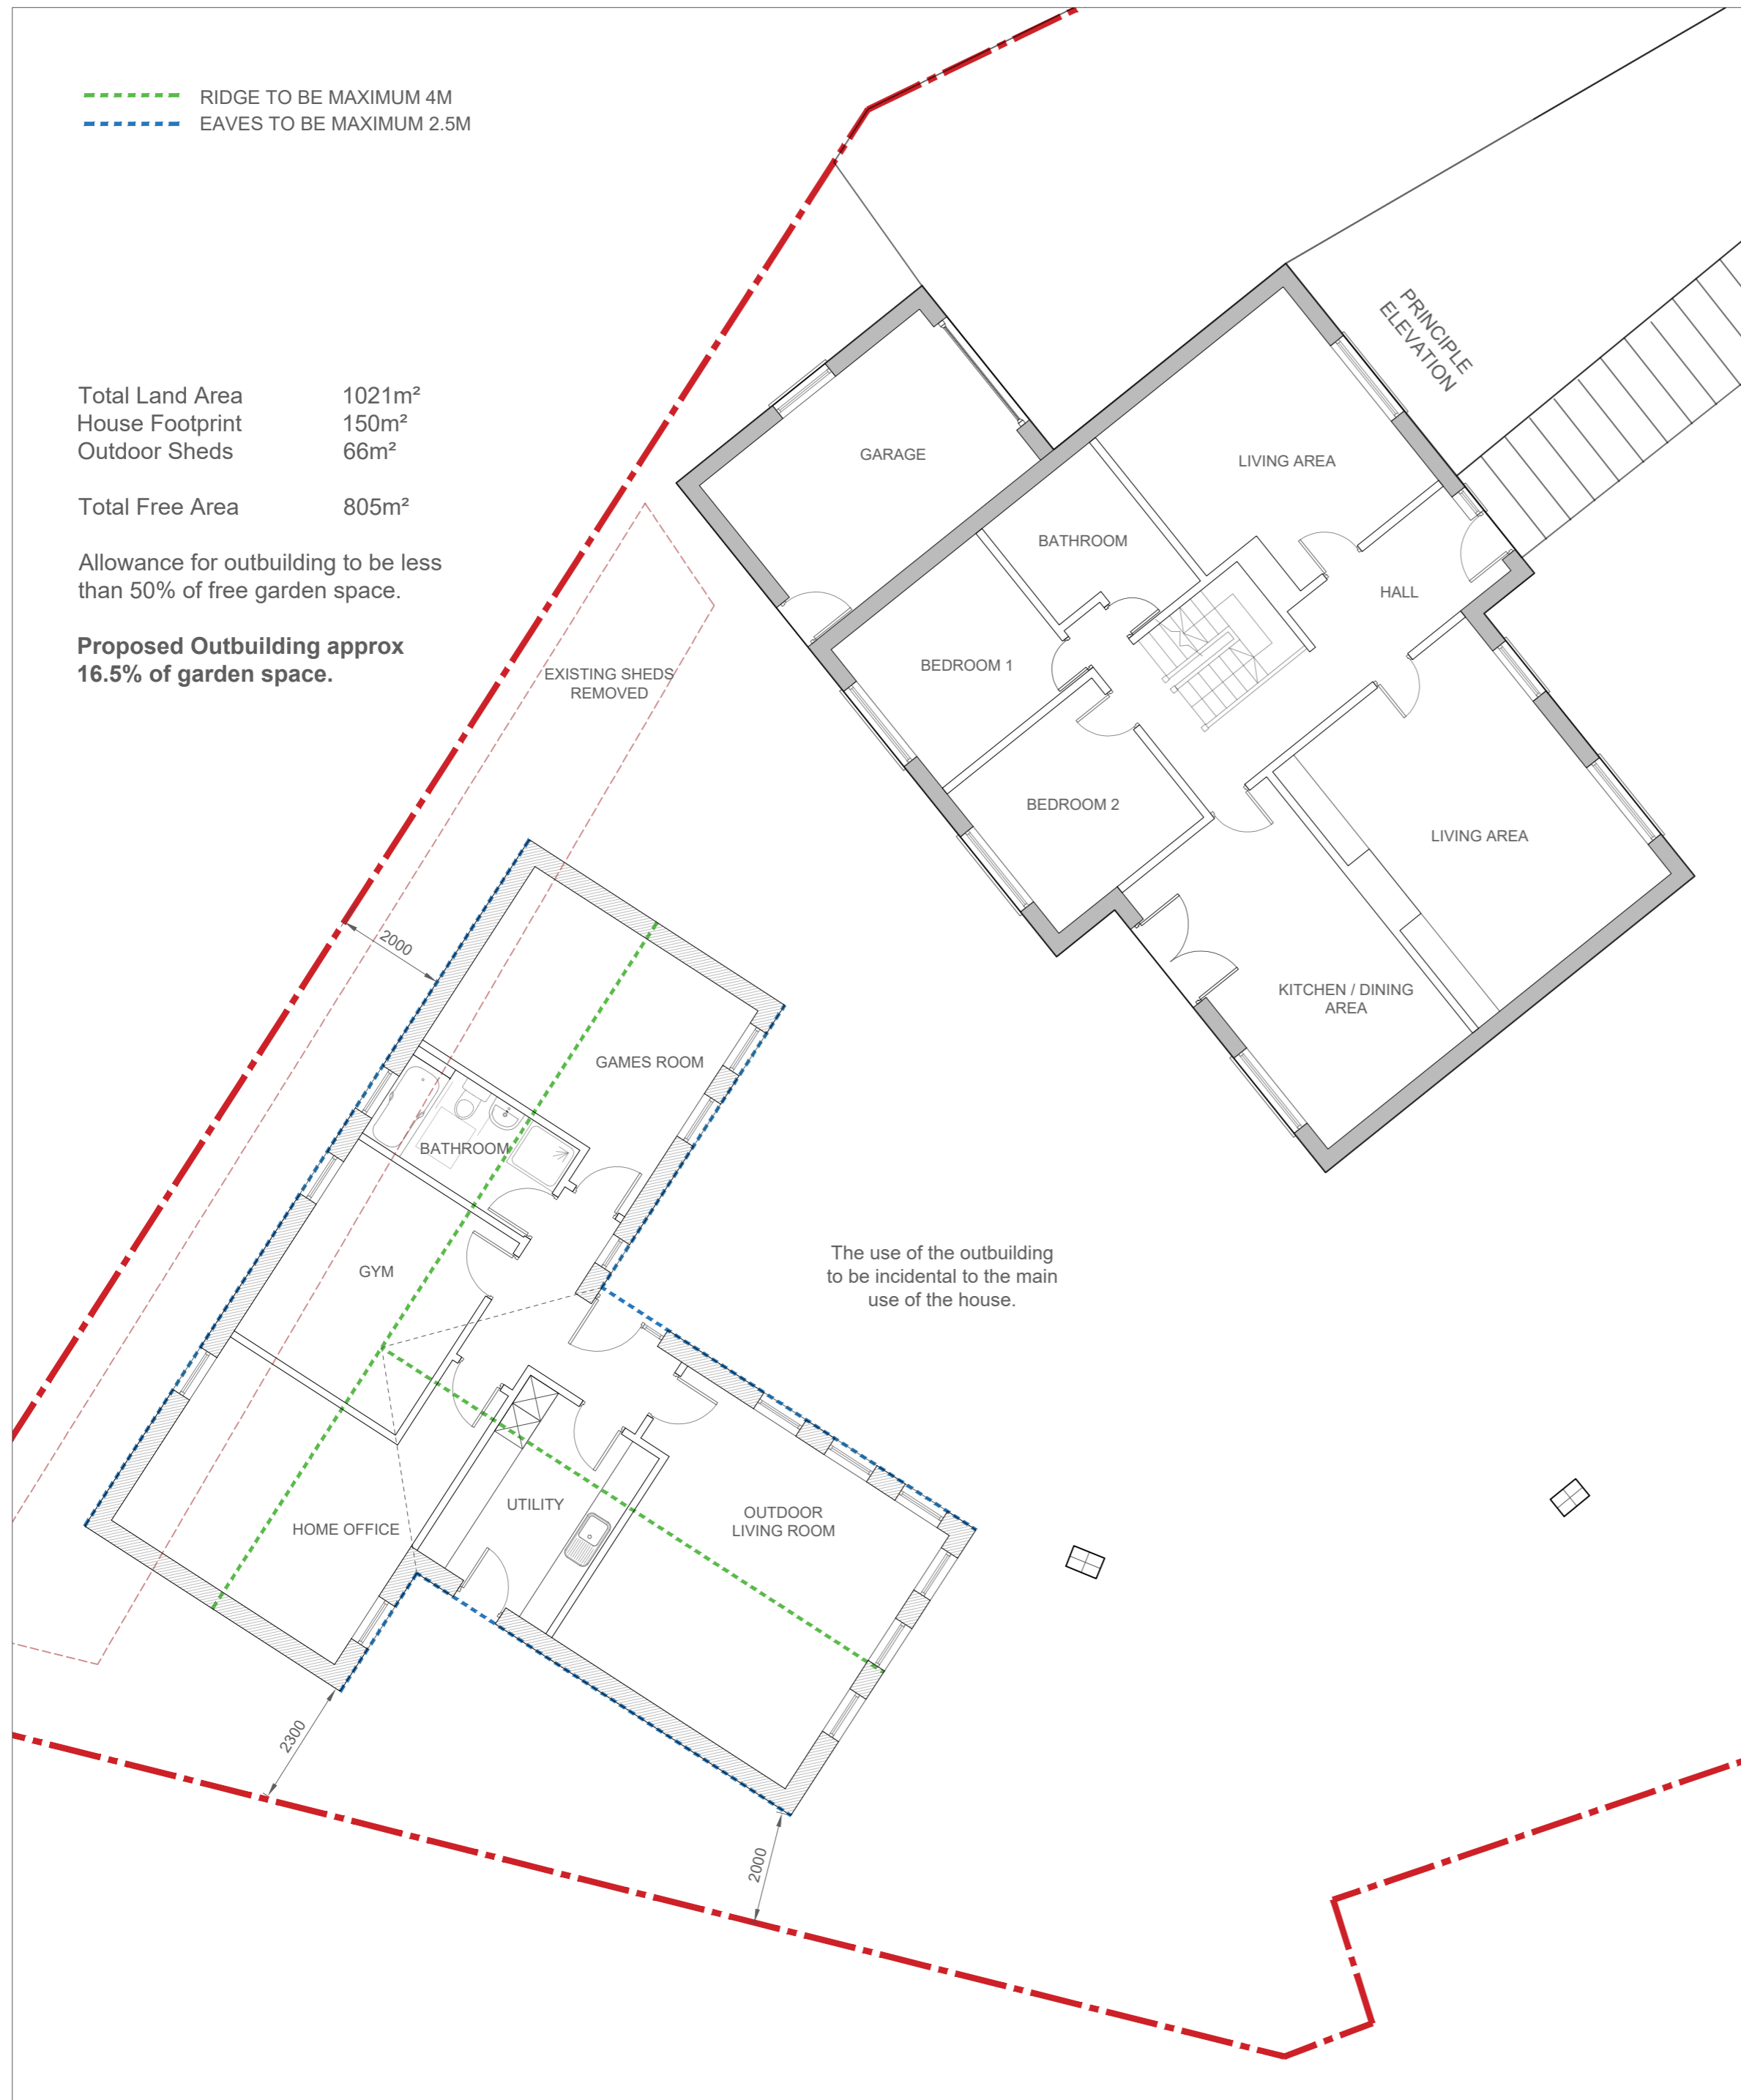 RIDGE TO BE MAXIMUM 4M
EAVES TO BE MAXIMUM 2.5M
PRINCIPLE
ELEVATION
Total Land Area 1021m²
House Footprint 150m²
Outdoor Sheds 66m²
Total Free Area 805m²
Allowance for outbuilding to be less
than 50% of free garden space.
Proposed Outbuilding approx
16.5% of garden space.
GARAGE
LIVING AREA
BATHROOM
HALL
BEDROOM 1
EXISTING SHEDS
REMOVED
BEDROOM 2
LIVING AREA
KITCHEN / DINING
AREA
2000
GAMES ROOM
BATHROOM
GYM
The use of the outbuilding
to be incidental to the main
use of the house.
UTILITY
OUTDOOR
LIVING ROOM
HOME OFFICE
2300
2000